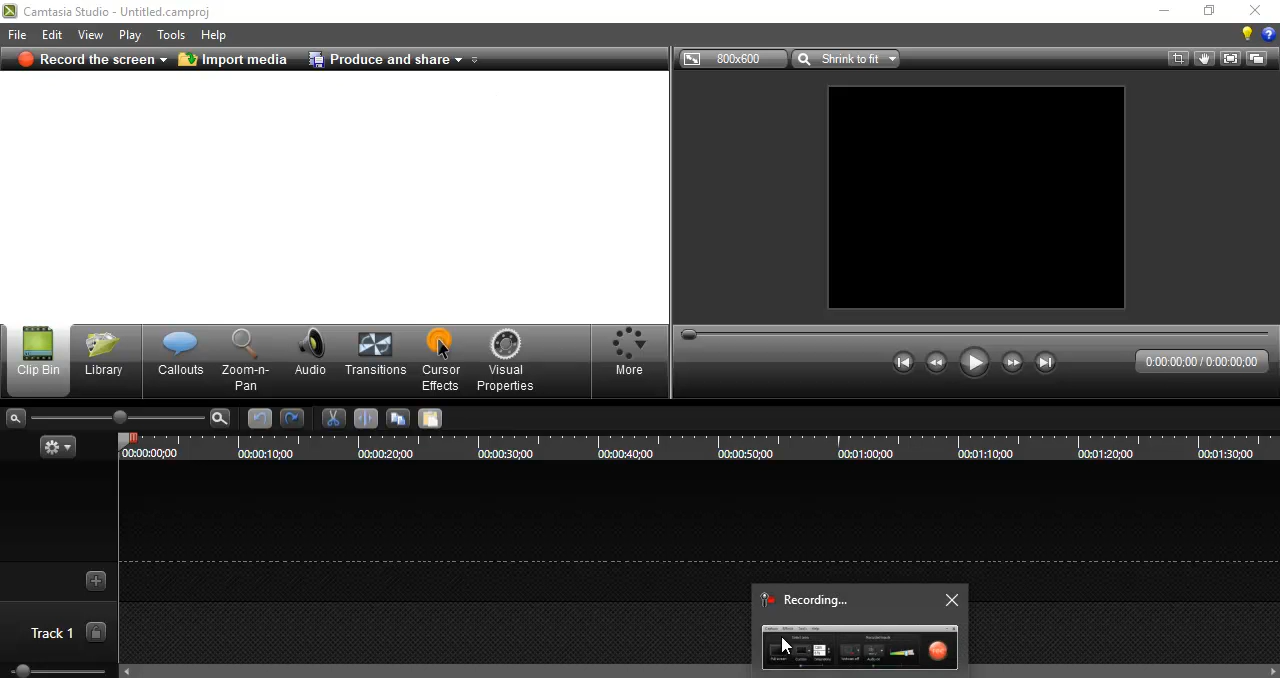 Camtasia Studio - Untitled.camproj
File Edit View Play Tools Help
Record the screen Import media Produce and share 800x600 Shrink to fit
Clip Bin Library Callouts Zoom-n-Pan Audio Transitions Cursor Effects Visual Properties More
0:00:00;00 / 0:00:00;00
00:00:00;00 00:00:10;00 00:00:20;00 00:00:30;00 00:00:40;00 00:00:50;00 00:01:00;00 00:01:10;00 00:01:20;00 00:01:30;00
Recording...
Track 1